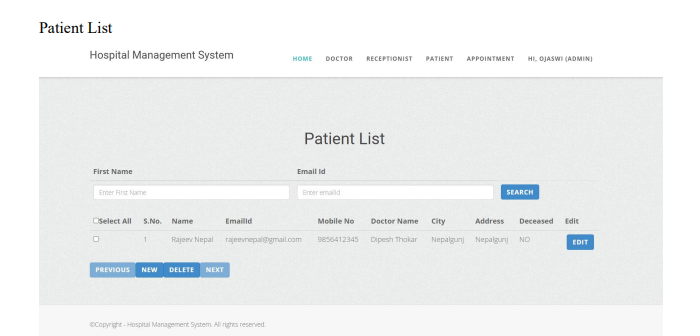 Patient List
Hospital Management System HOME DOCTOR RECEPTIONIST PATIENT APPOINTMENT HI, OJASWI (ADMIN)
Patient List
First Name Email Id
Enter First Name Enter emailid SEARCH
Select All S.No. Name EmailId Mobile No Doctor Name City Address Deceased Edit
1 Rajeev Nepal rajeevnepal@gmail.com 9856412345 Dipesh Thokar Nepalgunj Nepalgunj NO EDIT
PREVIOUS NEW DELETE NEXT
©Copyright - Hospital Management System. All rights reserved.